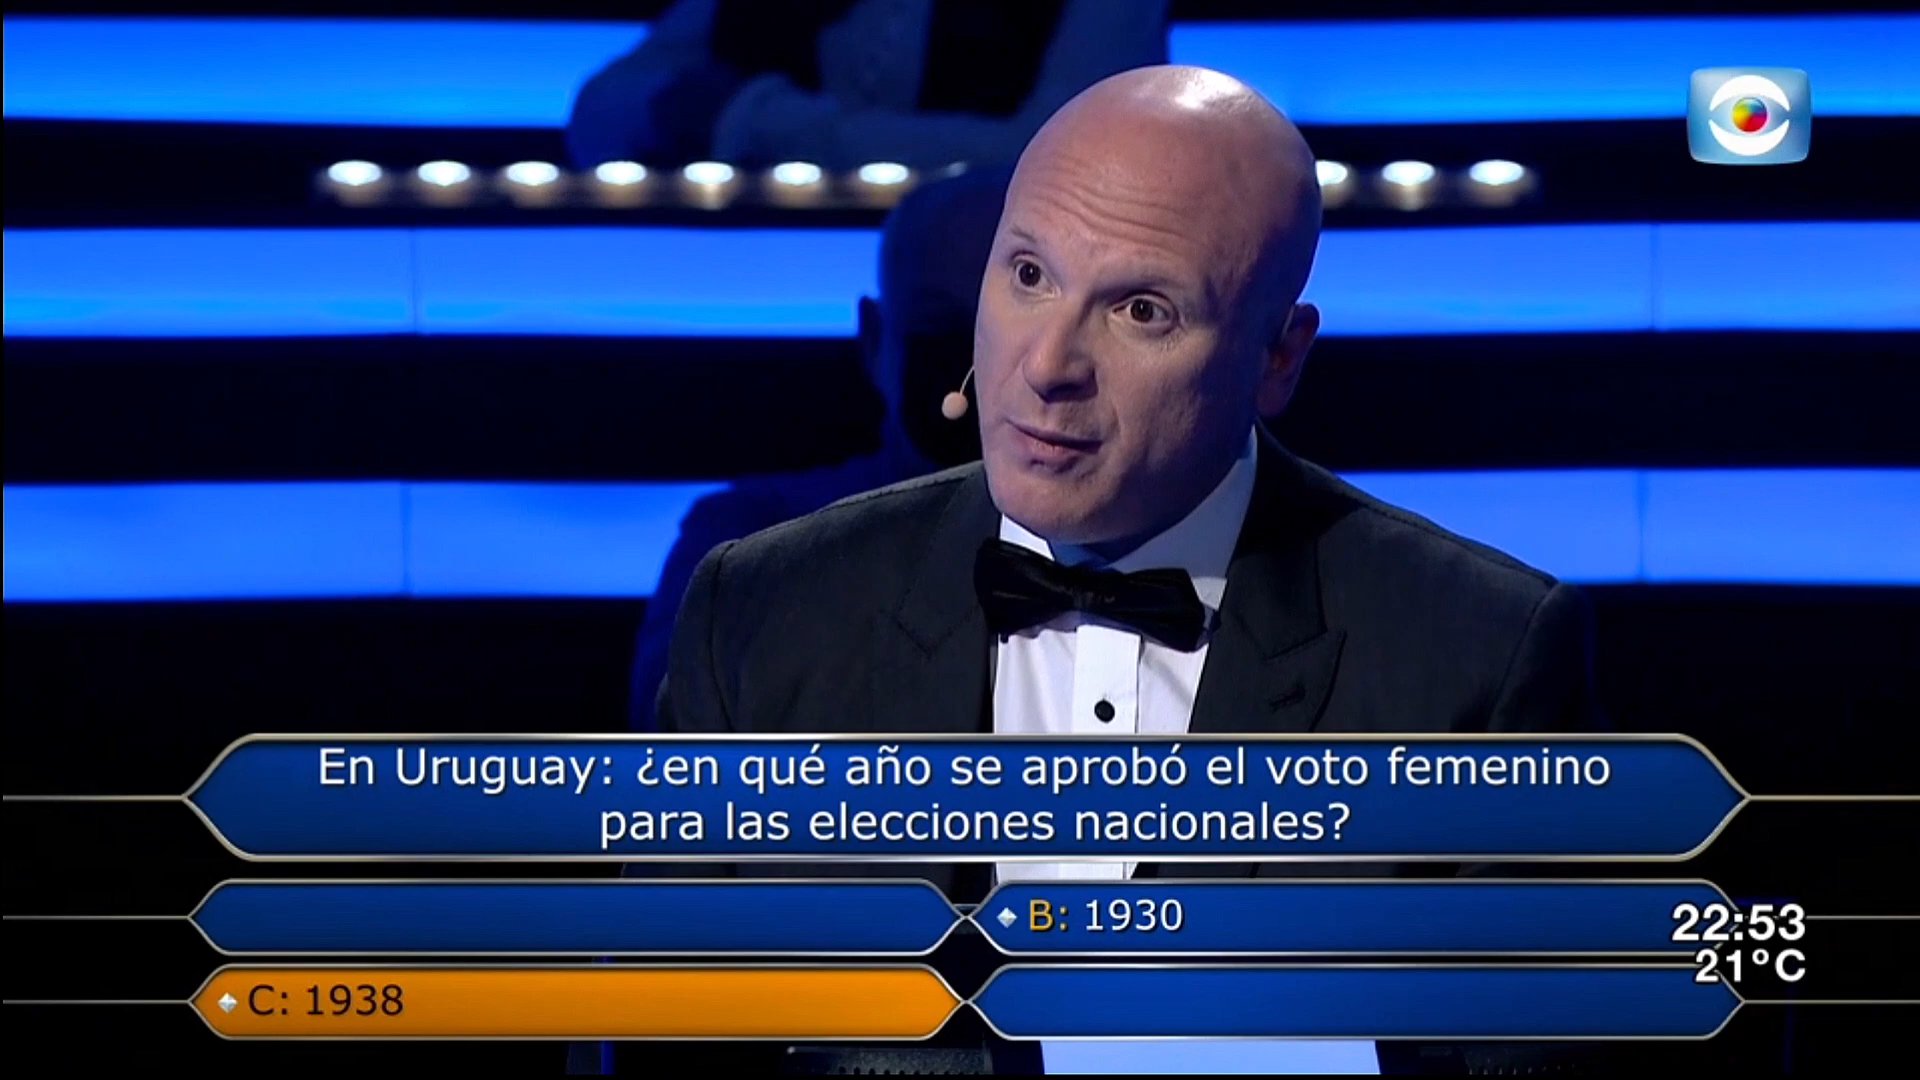 En Uruguay: ¿en qué año se aprobó el voto femenino
para las elecciones nacionales?
B: 1930
C: 1938
22:53
21°C